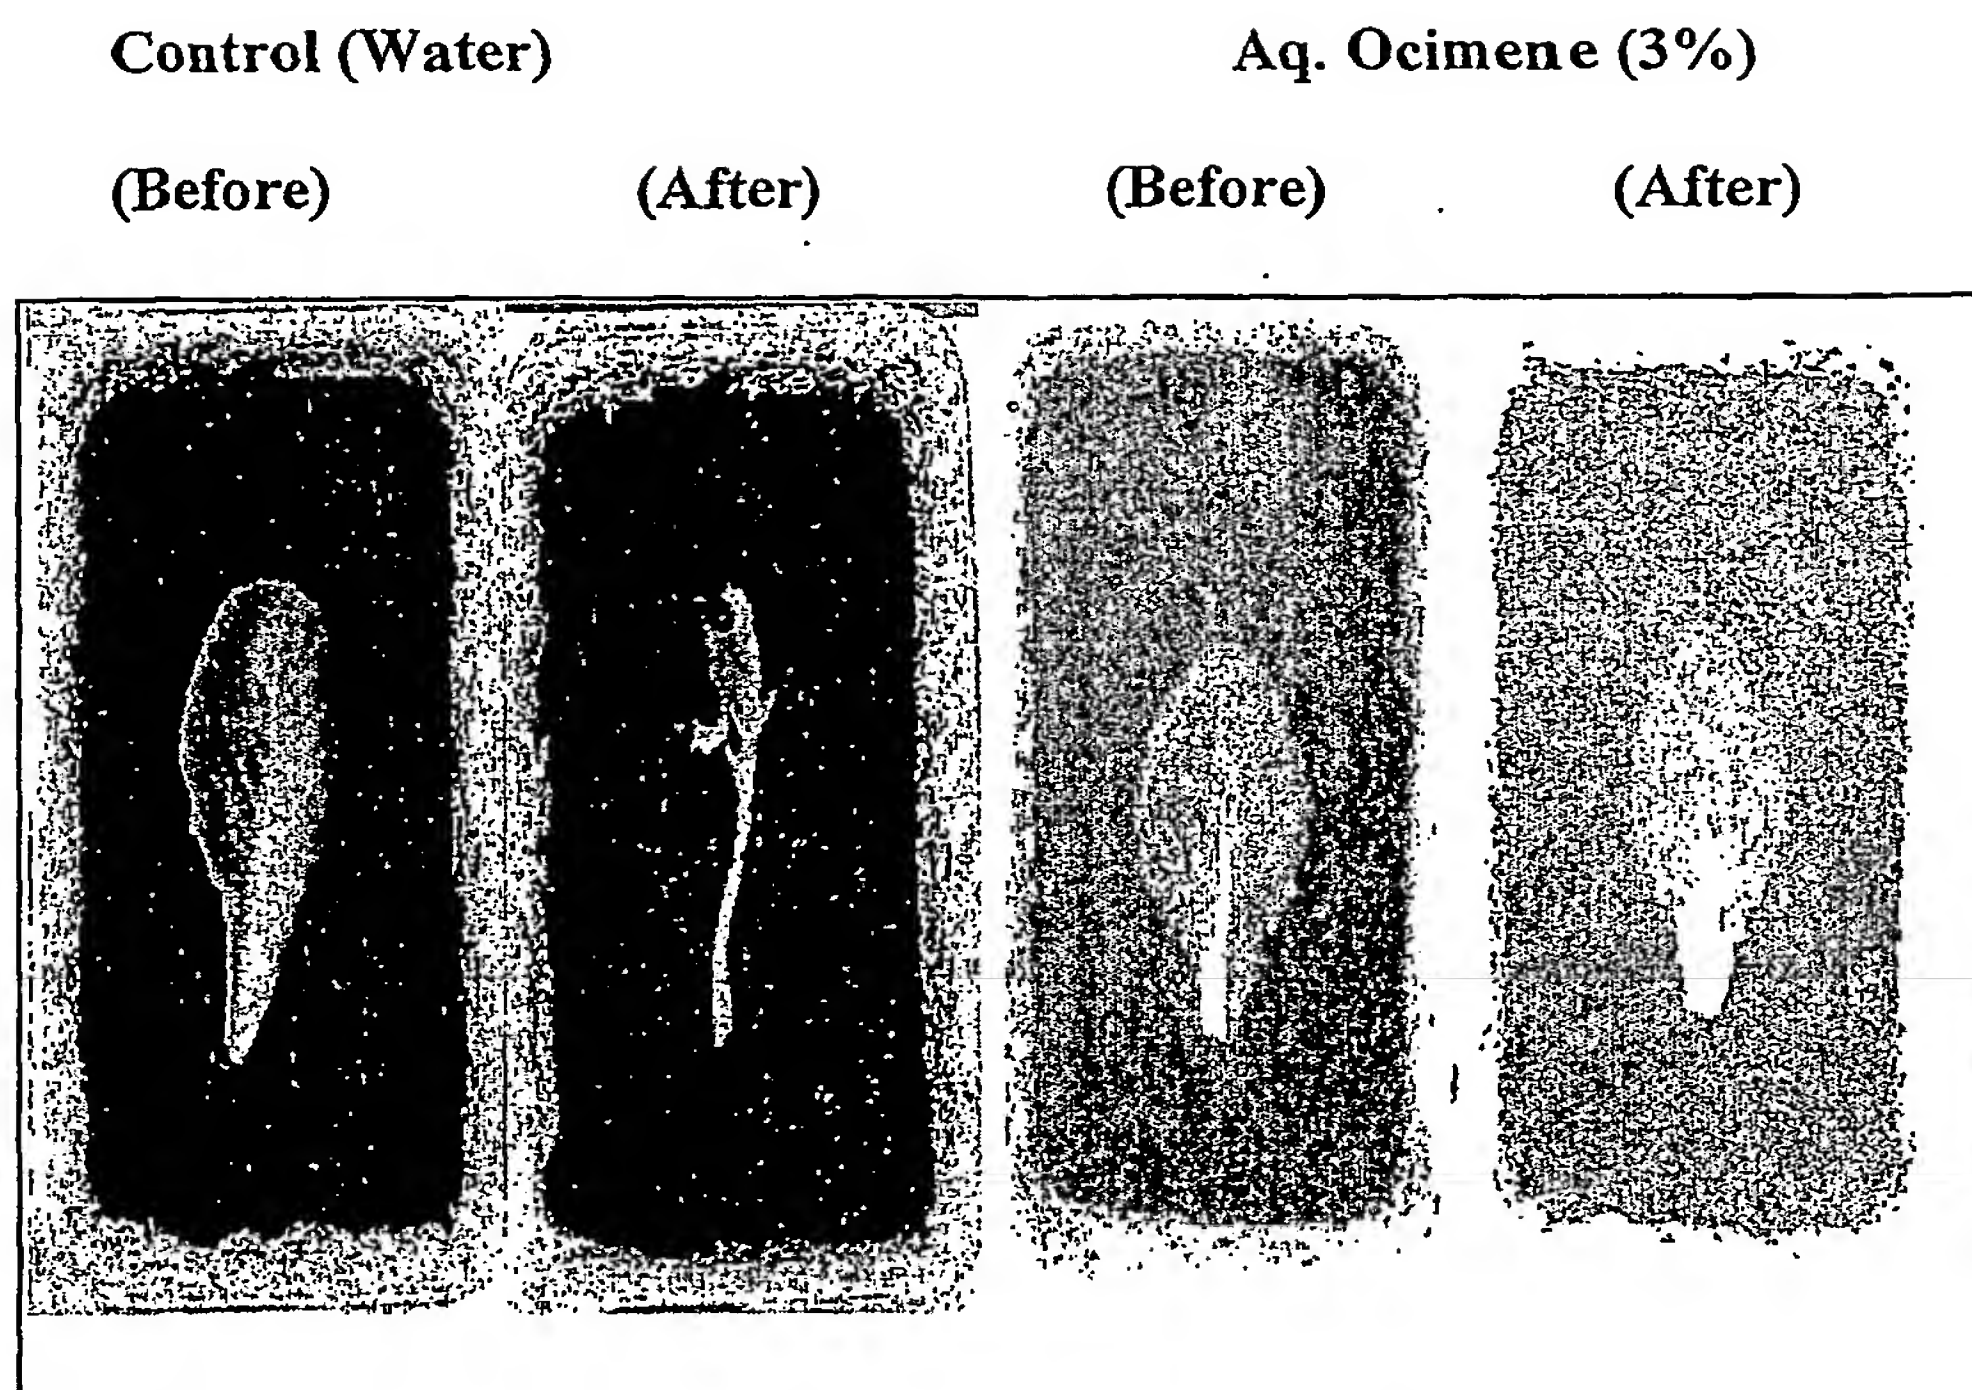 Control (Water) Aq. Ocimene (3%)
(Before) (After) (Before) (After)